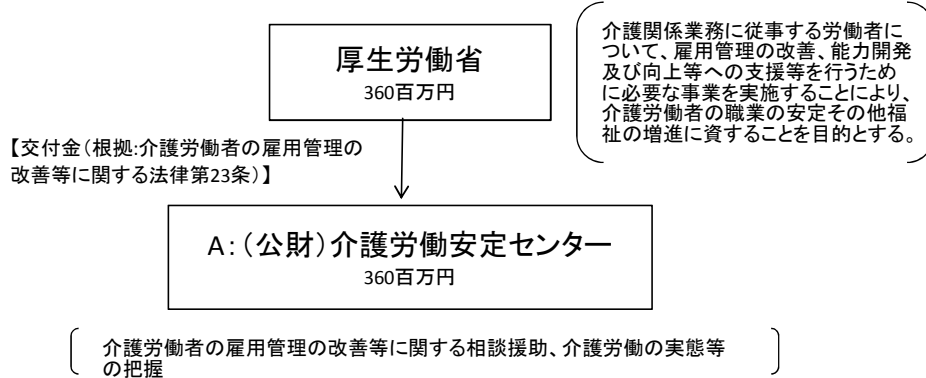 厚生労働省
360百万円
介護関係業務に従事する労働者に
ついて、雇用管理の改善、能力開発
及び向上等への支援等を行うため
に必要な事業を実施することにより、
介護労働者の職業の安定その他福
祉の増進に資することを目的とする。
【交付金（根拠:介護労働者の雇用管理の
改善等に関する法律第23条）】
A:（公財）介護労働安定センター
360百万円
介護労働者の雇用管理の改善等に関する相談援助、介護労働の実態等
の把握